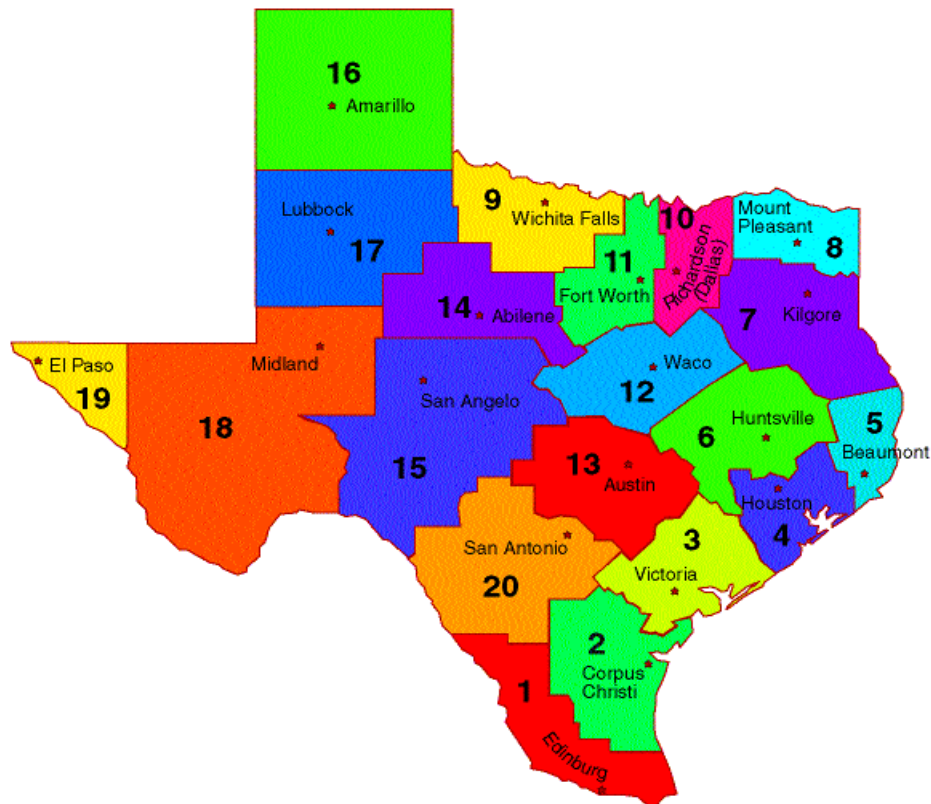 16
Amarillo
Lubbock
17
9
Wichita Falls
10
Richardson
(Dallas)
Mount
Pleasant
8
11
Fort Worth
14
Abilene
7
Kilgore
El Paso
19
Midland
18
San Angelo
15
Waco
12
Huntsville
6
5
Beaumont
13
Austin
Houston
4
San Antonio
20
3
Victoria
2
Corpus
Christi
1
Edinburg